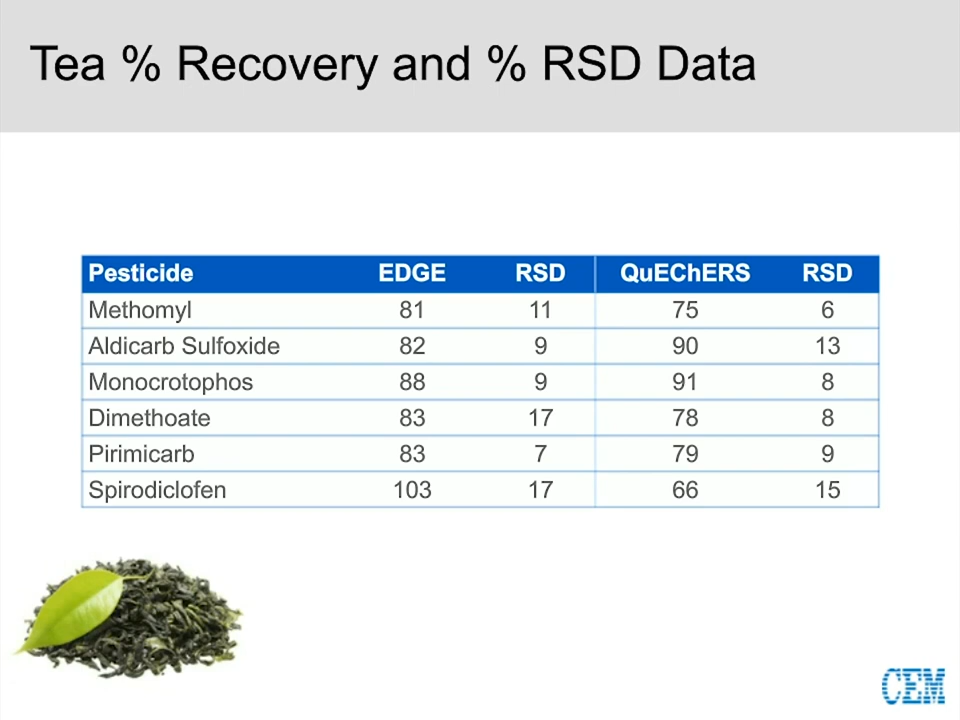 Tea % Recovery and % RSD Data
Pesticide EDGE RSD QuEChERS RSD
Methomyl 81 11 75 6
Aldicarb Sulfoxide 82 9 90 13
Monocrotophos 88 9 91 8
Dimethoate 83 17 78 8
Pirimicarb 83 7 79 9
Spirodiclofen 103 17 66 15
CEM